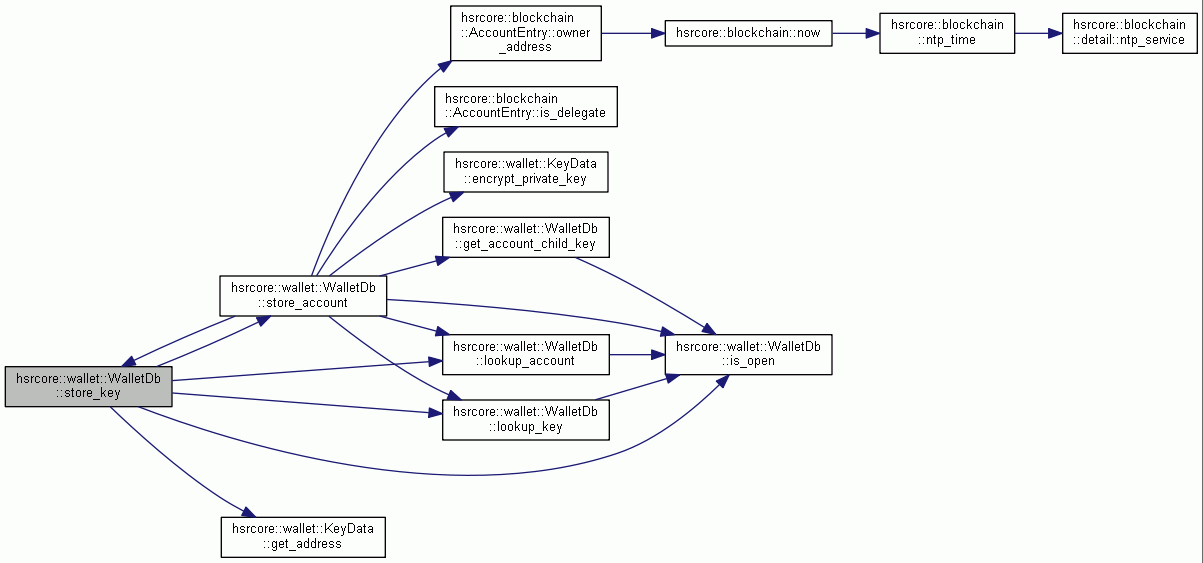 hsrcore::blockchain
::AccountEntry::owner
_address
hsrcore::blockchain::now
hsrcore::blockchain
::ntp_time
hsrcore::blockchain
::detail::ntp_service
hsrcore::blockchain
::AccountEntry::is_delegate
hsrcore::wallet::KeyData
::encrypt_private_key
hsrcore::wallet::WalletDb
::get_account_child_key
hsrcore::wallet::WalletDb
::store_account
hsrcore::wallet::WalletDb
::lookup_account
hsrcore::wallet::WalletDb
::is_open
hsrcore::wallet::WalletDb
::store_key
hsrcore::wallet::WalletDb
::lookup_key
hsrcore::wallet::KeyData
::get_address